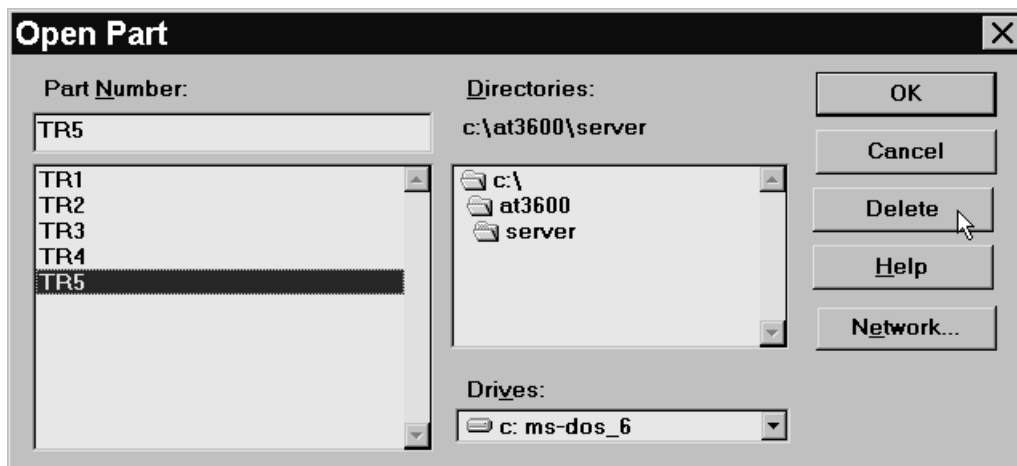 Open Part
Part Number:
TR5
TR1
TR2
TR3
TR4
TR5
Directories:
c:\at3600\server
c:\
at3600
server
Drives:
c: ms-dos_6
OK
Cancel
Delete
Help
Network...